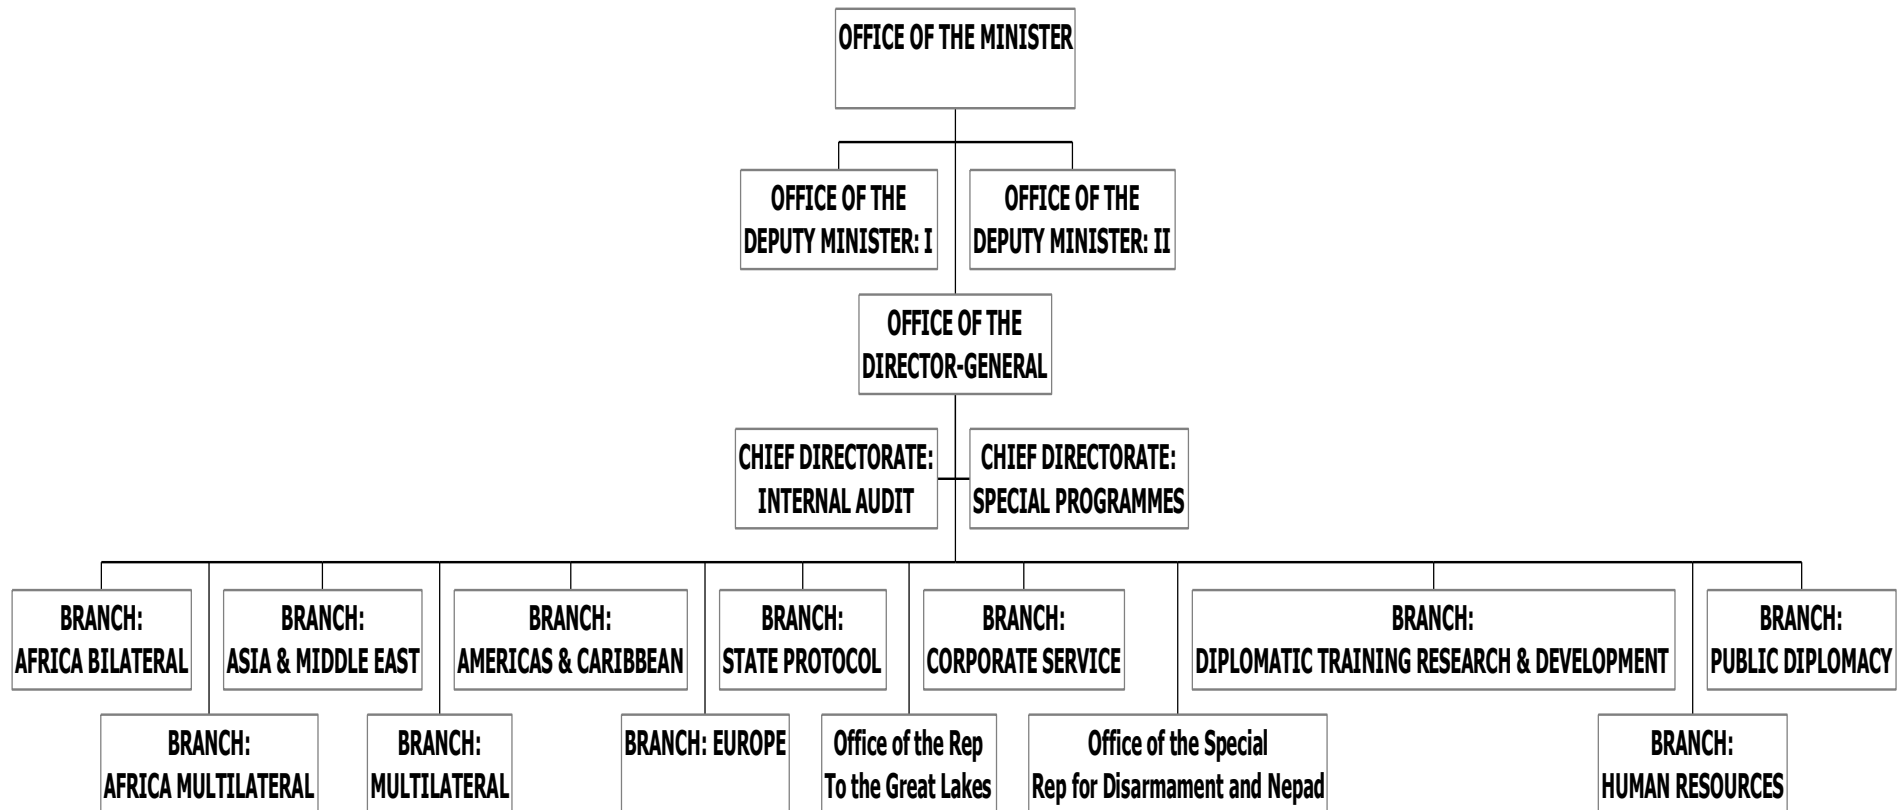 OFFICE OF THE MINISTER
OFFICE OF THE
DEPUTY MINISTER: I
OFFICE OF THE
DEPUTY MINISTER: II
OFFICE OF THE
DIRECTOR-GENERAL
CHIEF DIRECTORATE:
INTERNAL AUDIT
CHIEF DIRECTORATE:
SPECIAL PROGRAMMES
BRANCH:
AFRICA BILATERAL
BRANCH:
ASIA & MIDDLE EAST
BRANCH:
AMERICAS & CARIBBEAN
BRANCH:
STATE PROTOCOL
BRANCH:
CORPORATE SERVICE
BRANCH:
DIPLOMATIC TRAINING RESEARCH & DEVELOPMENT
BRANCH:
PUBLIC DIPLOMACY
BRANCH:
AFRICA MULTILATERAL
BRANCH:
MULTILATERAL
BRANCH: EUROPE
Office of the Rep
To the Great Lakes
Office of the Special
Rep for Disarmament and Nepad
BRANCH:
HUMAN RESOURCES